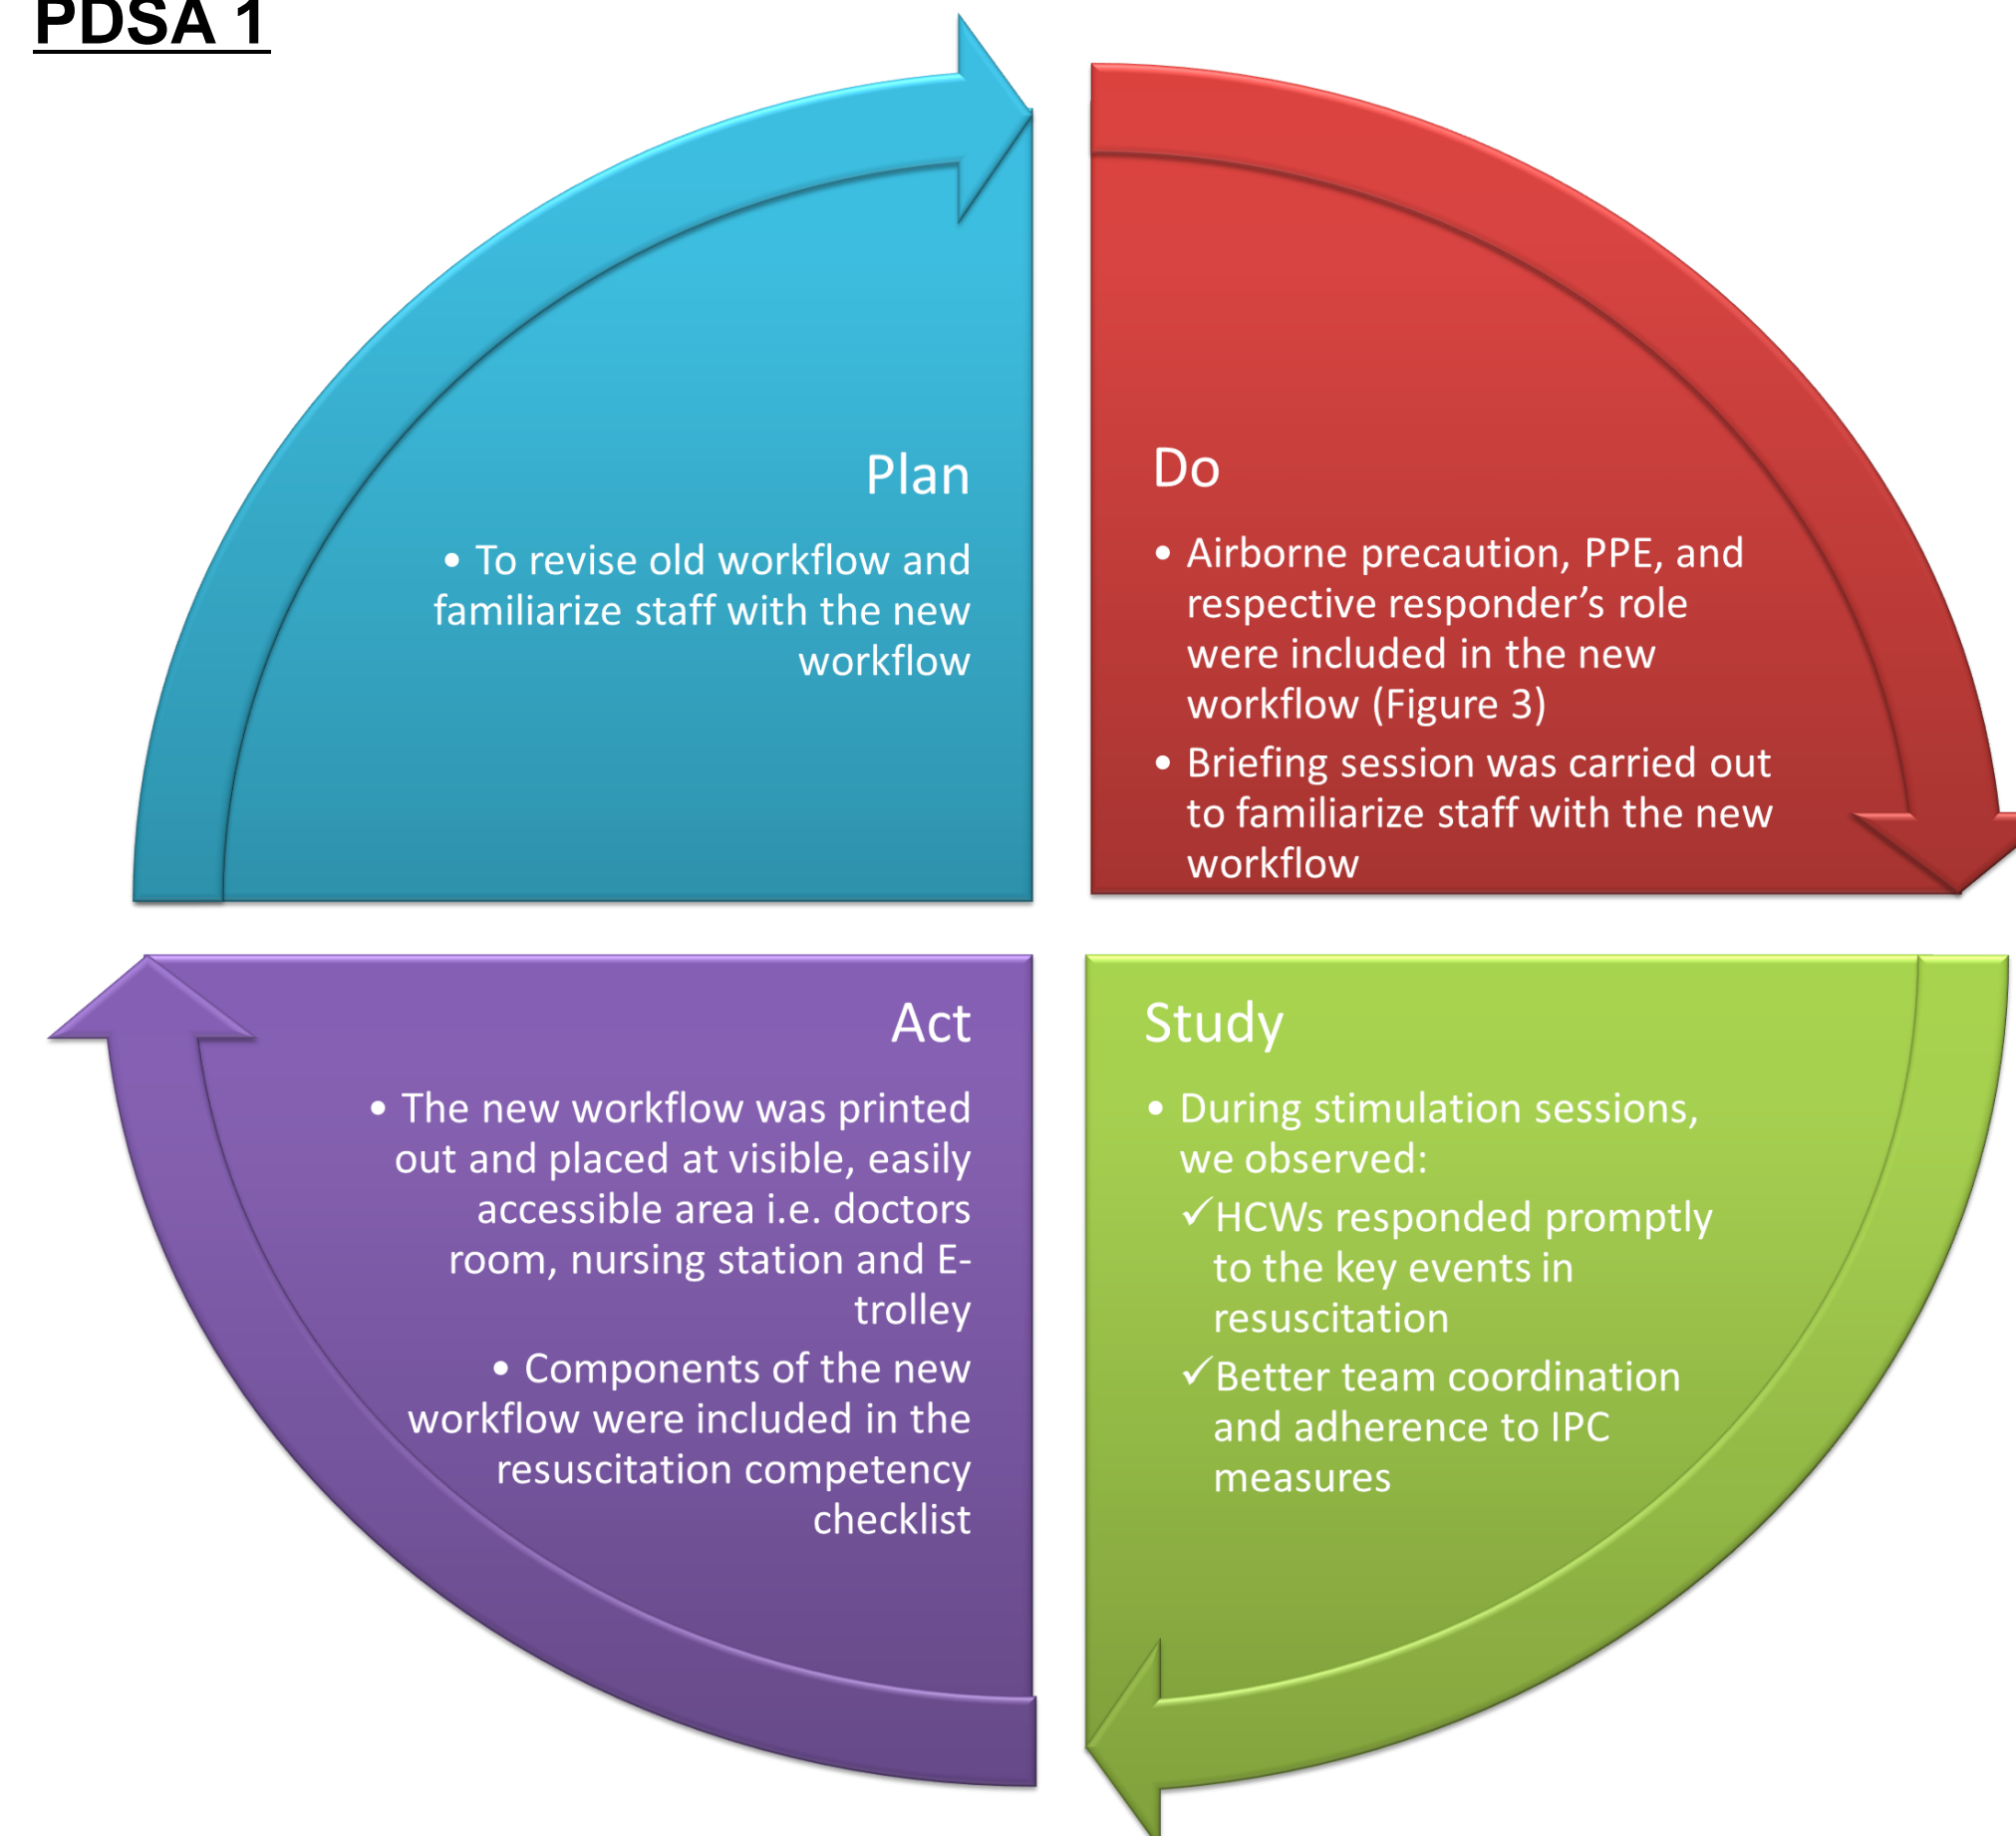 PDSA 1
Plan
• To revise old workflow and
familiarize staff with the new
workflow
Do
• Airborne precaution, PPE, and
respective responder’s role
were included in the new
workflow (Figure 3)
• Briefing session was carried out
to familiarize staff with the new
workflow
Study
• During stimulation sessions,
we observed:
✓HCWs responded promptly
to the key events in
resuscitation
✓Better team coordination
and adherence to IPC
measures
Act
• The new workflow was printed
out and placed at visible, easily
accessible area i.e. doctors
room, nursing station and E-
trolley
• Components of the new
workflow were included in the
resuscitation competency
checklist